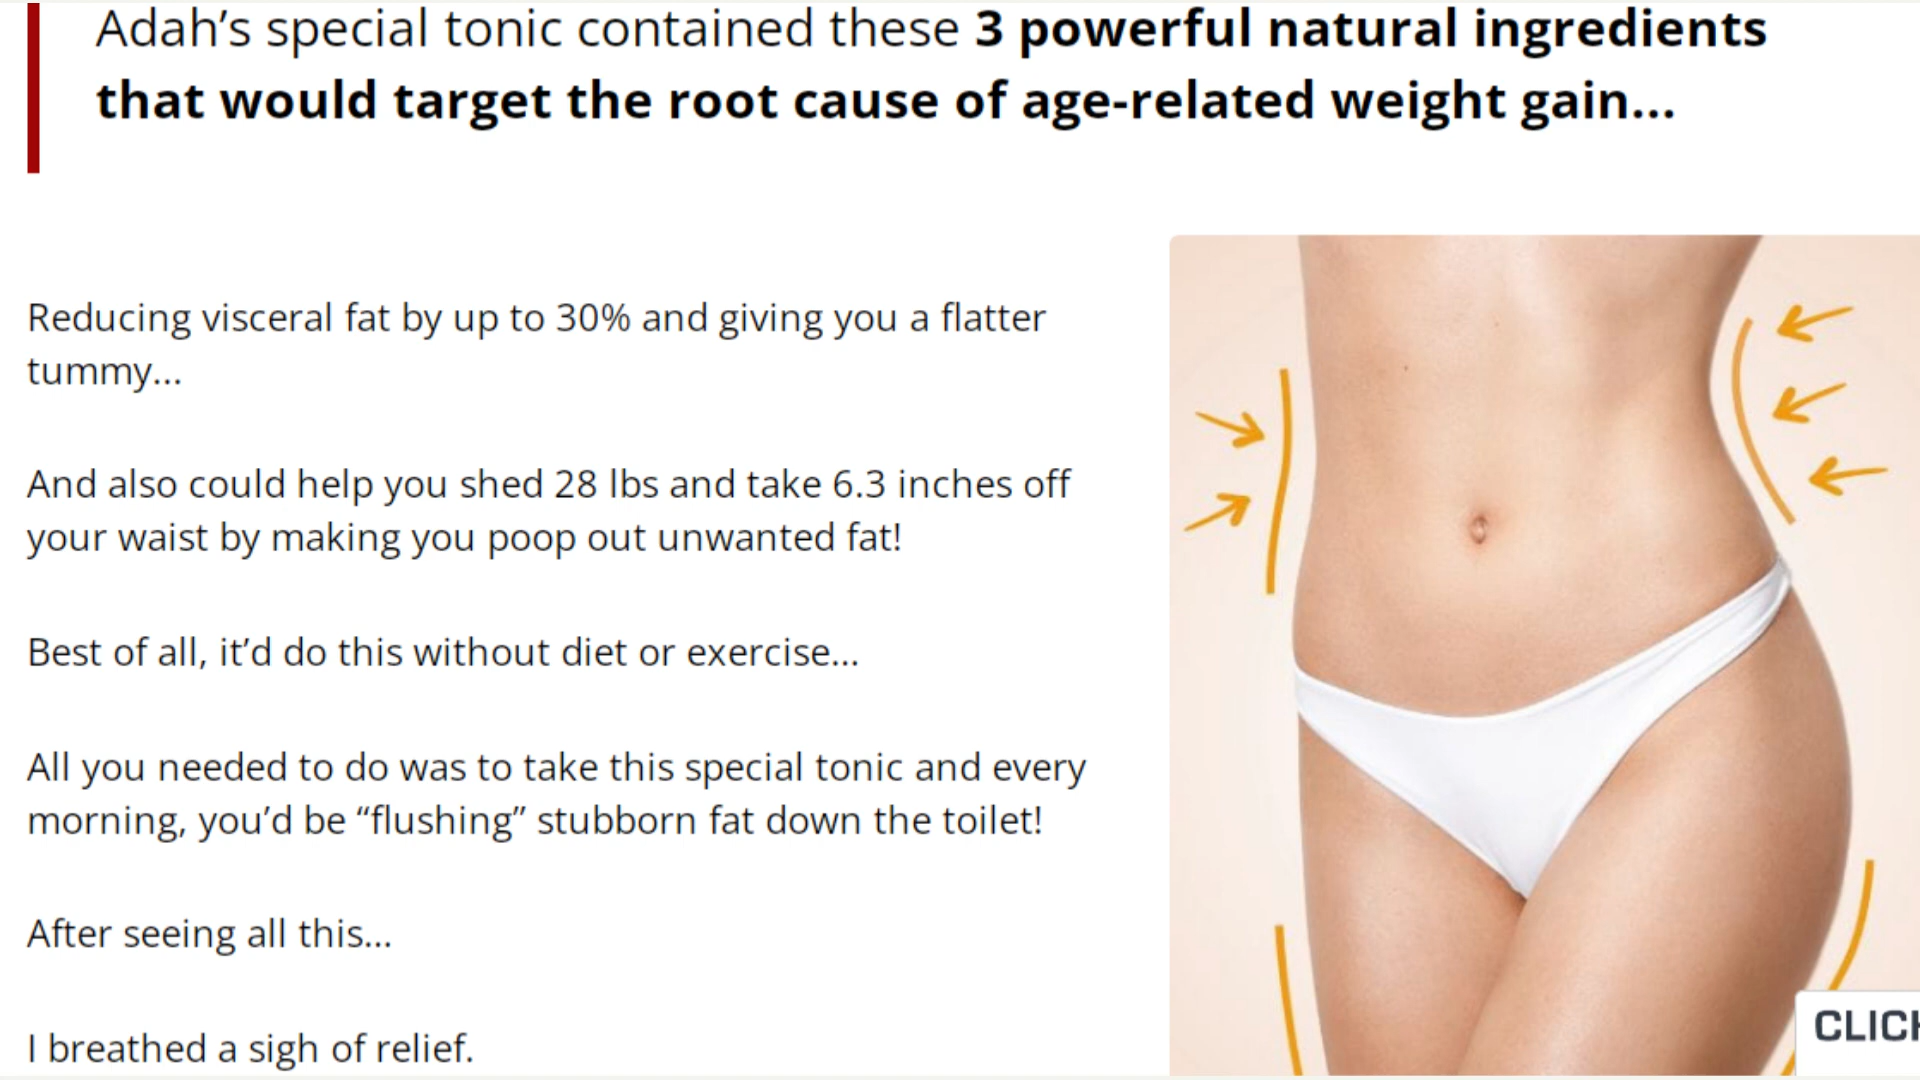 Adah’s special tonic contained these 3 powerful natural ingredients
that would target the root cause of age-related weight gain...
Reducing visceral fat by up to 30% and giving you a flatter
tummy...
And also could help you shed 28 lbs and take 6.3 inches off
your waist by making you poop out unwanted fat!
Best of all, it’d do this without diet or exercise...
All you needed to do was to take this special tonic and every
morning, you’d be “flushing” stubborn fat down the toilet!
After seeing all this...
I breathed a sigh of relief.